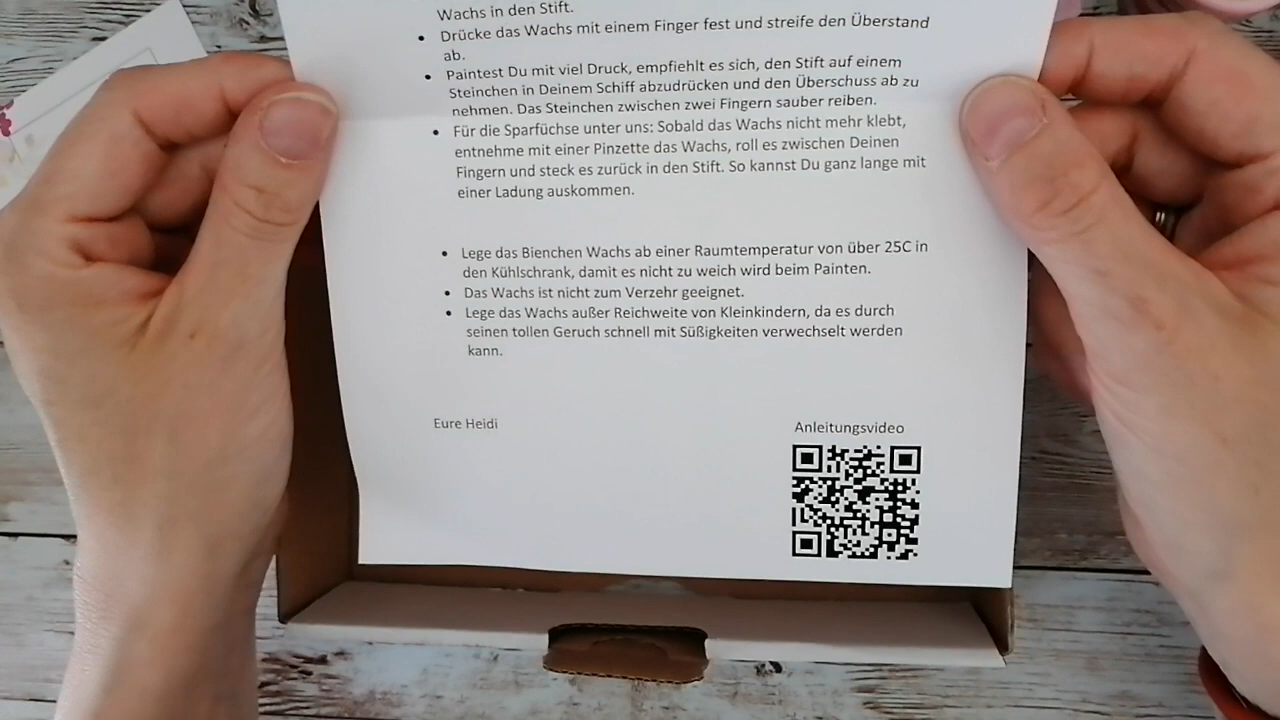 Wachs in den Stift.
• Drücke das Wachs mit einem Finger fest und streife den Überstand
ab.
• Paintest Du mit viel Druck, empfiehlt es sich, den Stift auf einem
Steinchen in Deinem Schiff abzudrücken und den Überschuss ab zu
nehmen. Das Steinchen zwischen zwei Fingern sauber reiben.
• Für die Sparfüchse unter uns: Sobald das Wachs nicht mehr klebt,
entnehme mit einer Pinzette das Wachs, roll es zwischen Deinen
Fingern und steck es zurück in den Stift. So kannst Du ganz lange mit
einer Ladung auskommen.
• Lege das Bienchen Wachs ab einer Raumtemperatur von über 25C in
den Kühlschrank, damit es nicht zu weich wird beim Painten.
• Das Wachs ist nicht zum Verzehr geeignet.
• Lege das Wachs außer Reichweite von Kleinkindern, da es durch
seinen tollen Geruch schnell mit Süßigkeiten verwechselt werden
kann.
Eure Heidi
Anleitungsvideo